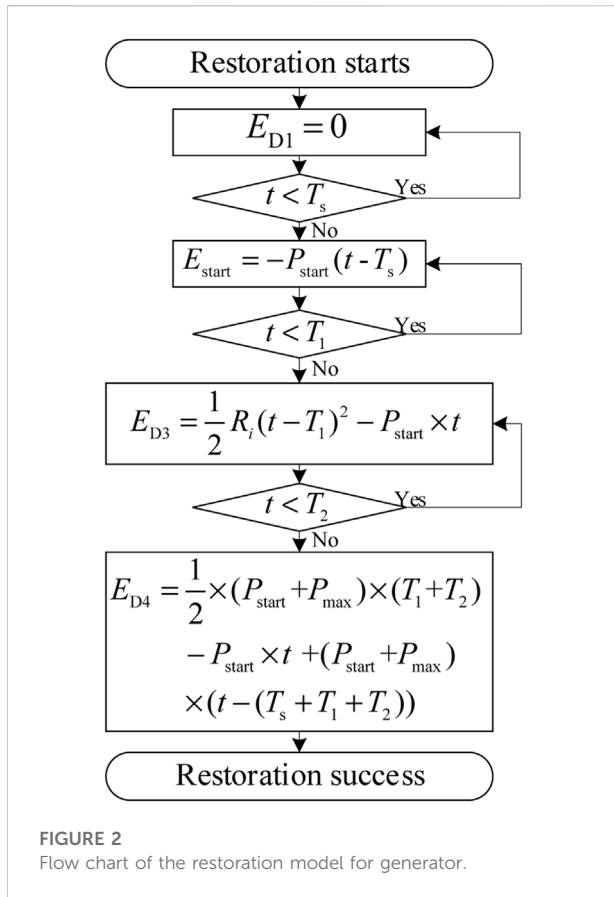 Restoration starts
E_D1 = 0
t < T_s
Yes
No
E_start = −P_start (t - T_s)
t < T_1
Yes
No
E_D3 = 1/2 R_i (t − T_1)^2 − P_start × t
t < T_2
Yes
No
E_D4 = 1/2 × (P_start + P_max) × (T_1 + T_2)
− P_start × t + (P_start + P_max)
× (t − (T_s + T_1 + T_2))
Restoration success
FIGURE 2
Flow chart of the restoration model for generator.